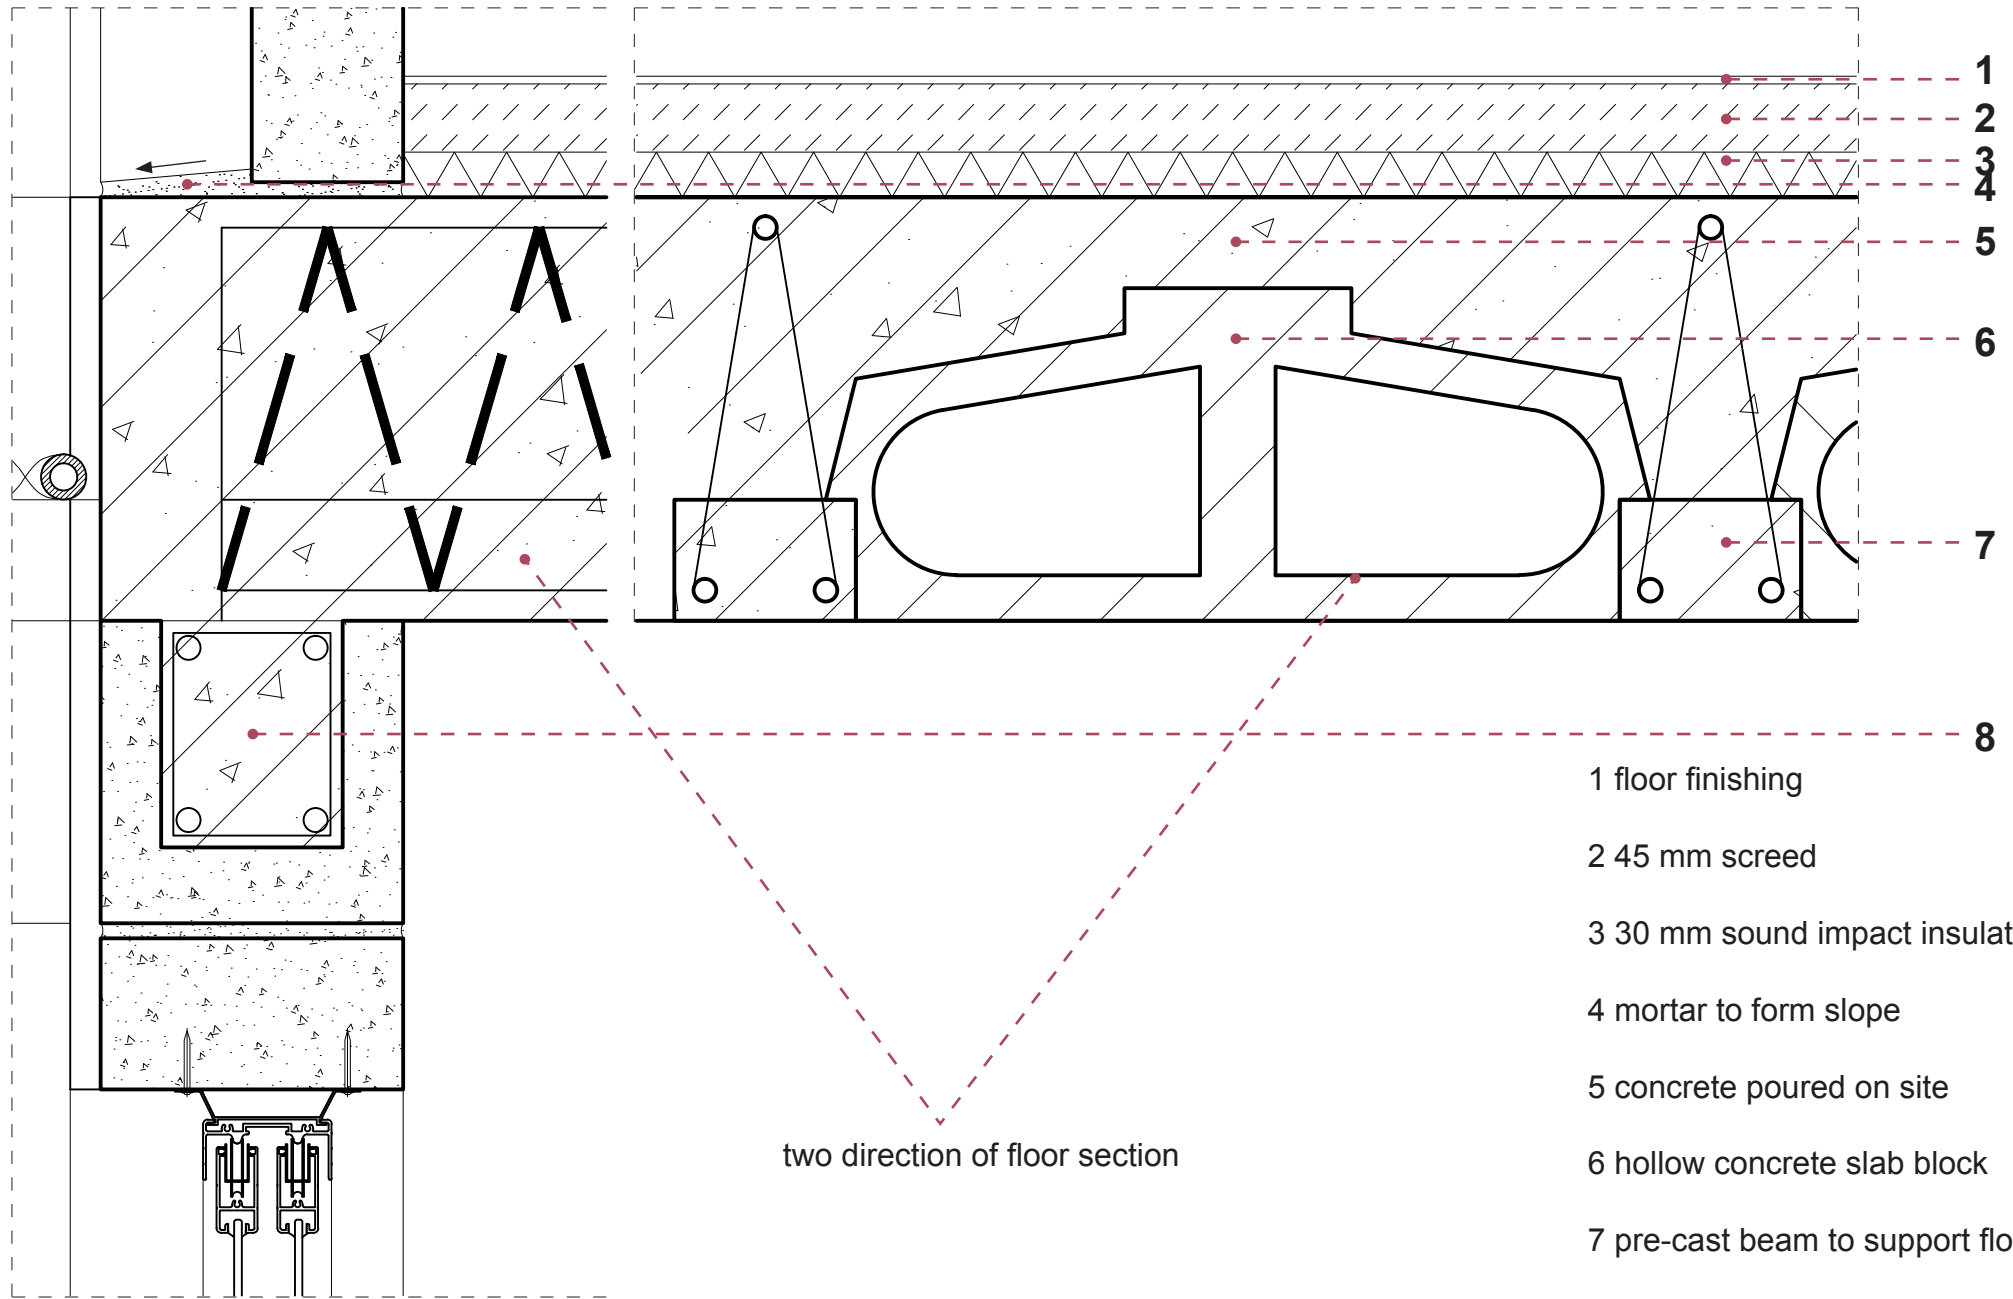 1
2
3
4
5
6
7
8
1 floor finishing
2 45 mm screed
3 30 mm sound impact insulat
4 mortar to form slope
5 concrete poured on site
two direction of floor section
6 hollow concrete slab block
7 pre-cast beam to support flo